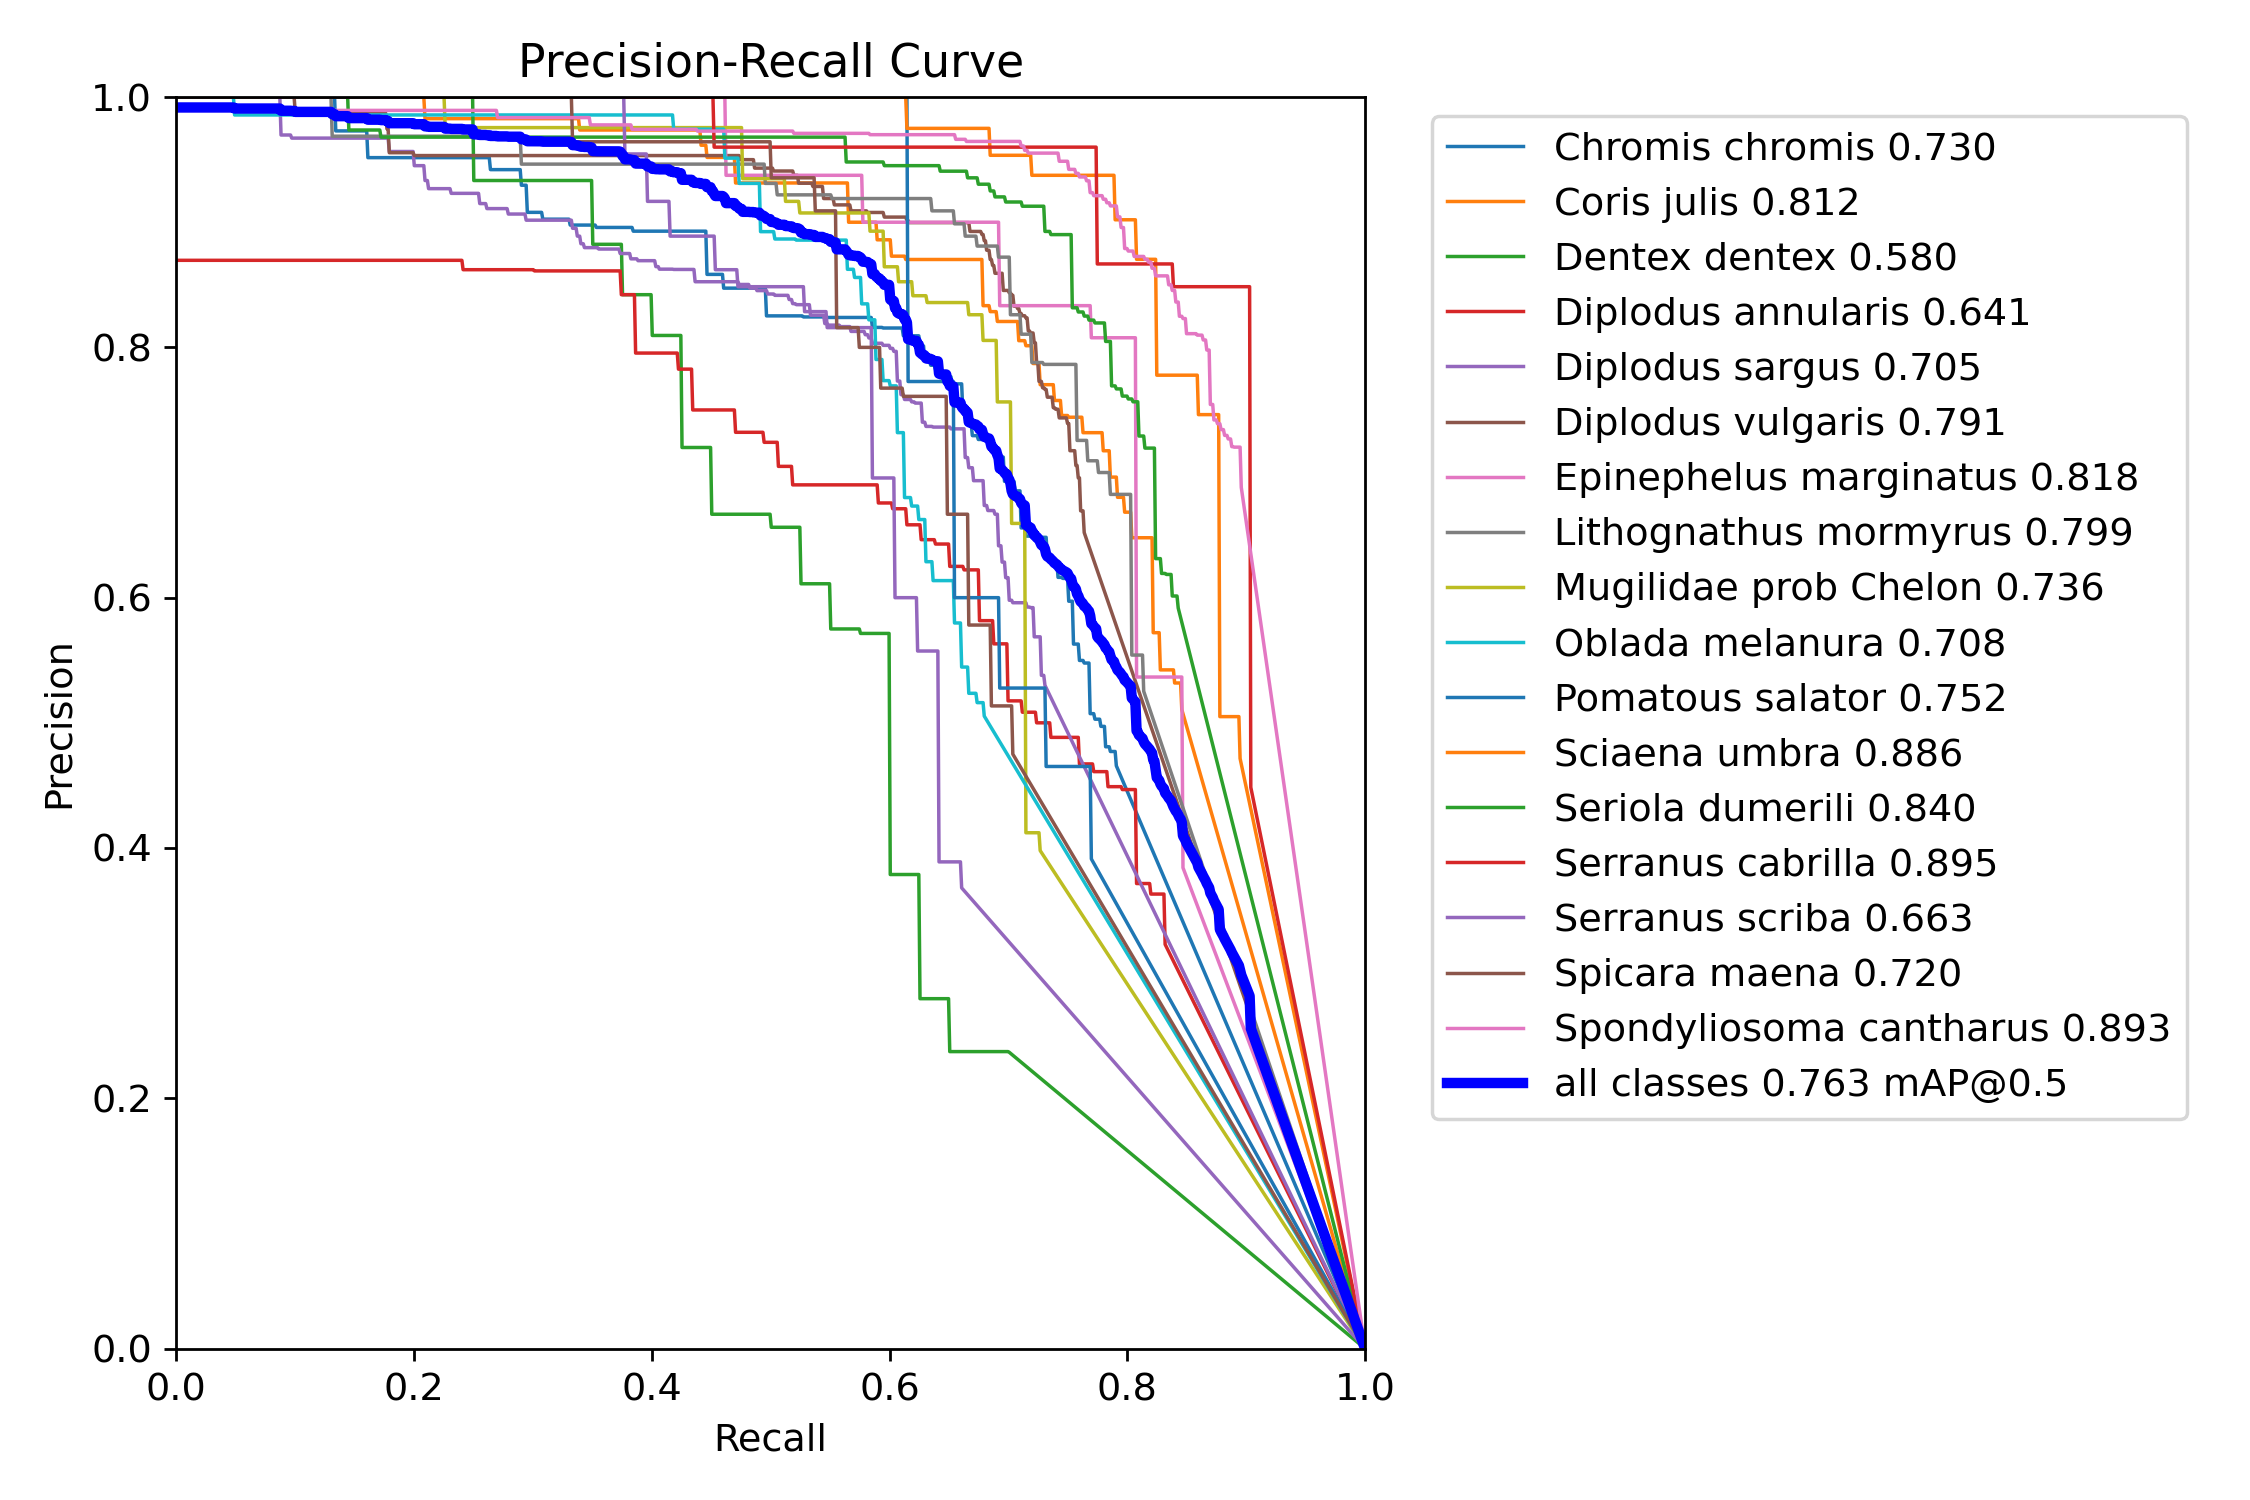 Precision-Recall Curve
1.0
0.8
0.6
0.4
0.2
0.0
Precision
0.0 0.2 0.4 0.6 0.8 1.0
Recall
Chromis chromis 0.730
Coris julis 0.812
Dentex dentex 0.580
Diplodus annularis 0.641
Diplodus sargus 0.705
Diplodus vulgaris 0.791
Epinephelus marginatus 0.818
Lithognathus mormyrus 0.799
Mugilidae prob Chelon 0.736
Oblada melanura 0.708
Pomatous salator 0.752
Sciaena umbra 0.886
Seriola dumerili 0.840
Serranus cabrilla 0.895
Serranus scriba 0.663
Spicara maena 0.720
Spondyliosoma cantharus 0.893
all classes 0.763 mAP@0.5